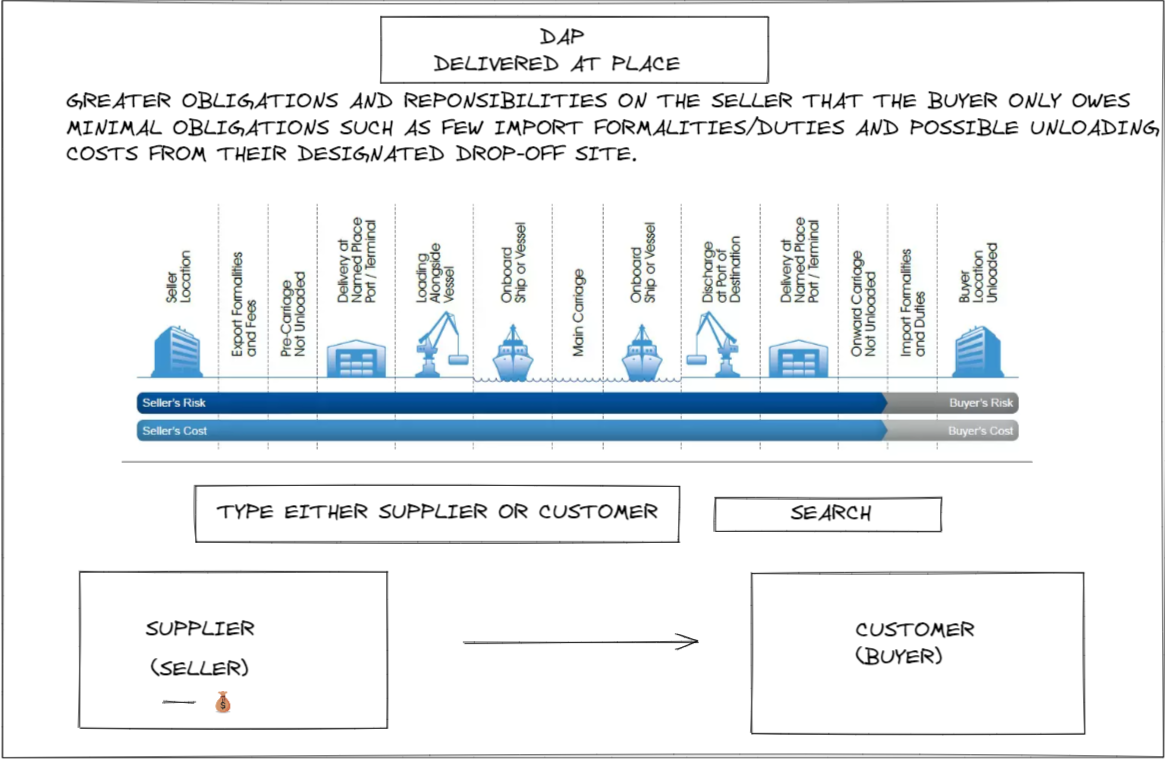 DAP
DELIVERED AT PLACE
GREATER OBLIGATIONS AND REPONSIBILITIES ON THE SELLER THAT THE BUYER ONLY OWES
MINIMAL OBLIGATIONS SUCH AS FEW IMPORT FORMALITIES/DUTIES AND POSSIBLE UNLOADING
COSTS FROM THEIR DESIGNATED DROP-OFF SITE.
Seller
Location
Export Formalities
and Fees
Pre-Carriage
Not Unloaded
Delivery at
Named Place
Port / Terminal
Loading
Alongside
Vessel
Onboard
Ship or Vessel
Main Carriage
Onboard
Ship or Vessel
Discharge
at Port of
Destination
Delivery at
Named Place
Port / Terminal
Onward Carriage
Not Unloaded
Import Formalities
and Duties
Buyer
Location
Unloaded
Seller's Risk
Buyer's Risk
Seller's Cost
Buyer's Cost
TYPE EITHER SUPPLIER OR CUSTOMER
SEARCH
SUPPLIER
(SELLER)
CUSTOMER
(BUYER)